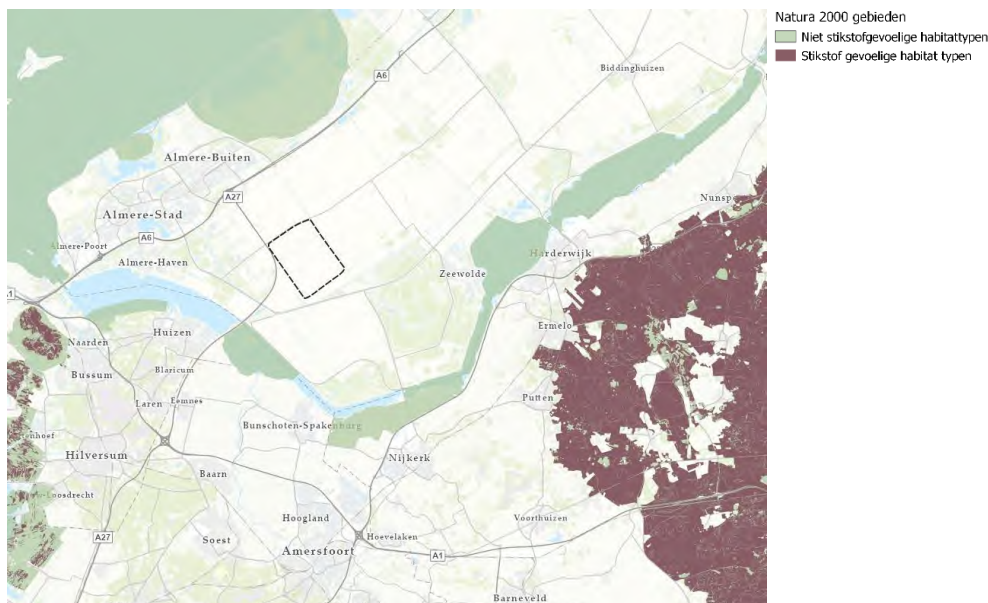 Natura 2000 gebieden
Niet stikstofgevoelige habitattypen
Stikstof gevoelige habitat typen
A6
Biddinghuizen
Almere-Buiten
A27
Nunsp
Almere-Stad
A6
Almere-Poort
Almere-Haven
Harderwijk
Zeewolde
A1
Huizen
Ermelo
Naarden
Blaricum
Bussum
Putten
Laren
Eemnes
Bunschoten-Spakenburg
Hilversum
Nijkerk
Baarn
Loosdrecht
Hoogland
Voorthuizen
A27
Soest
Hoevelaken
Amersfoort
A1
Barneveld